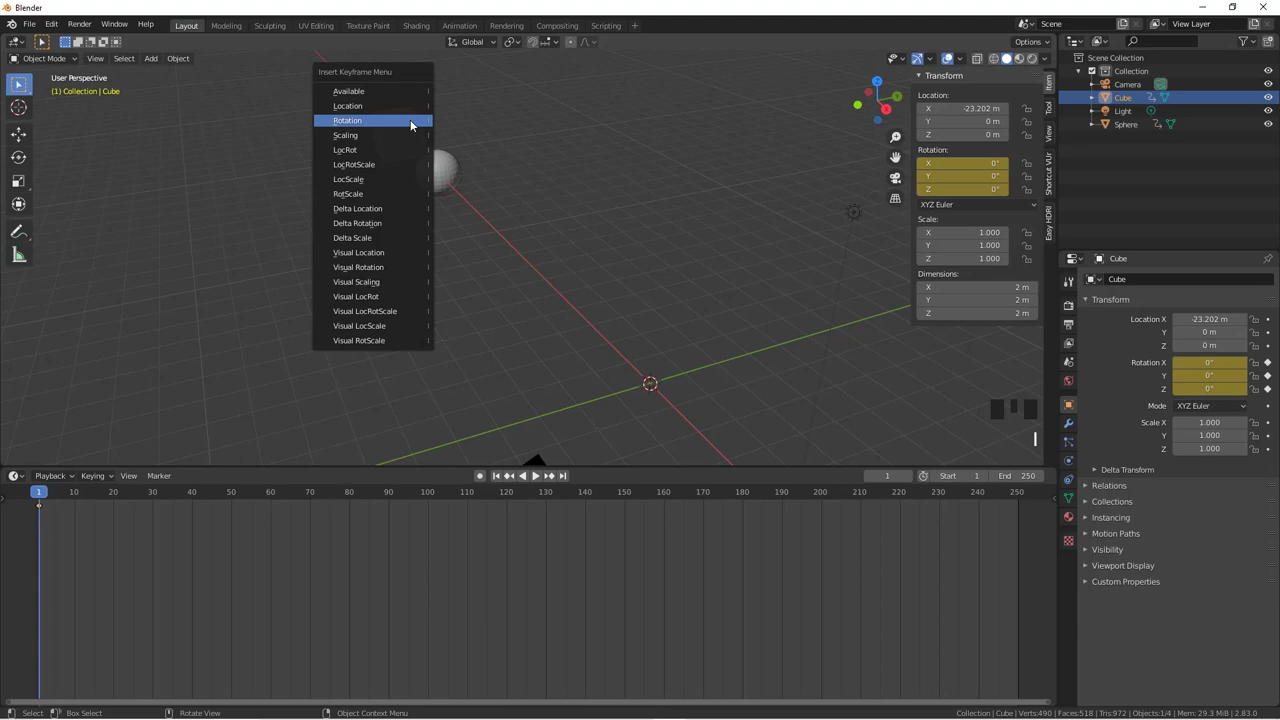 Blender
File Edit Render Window Help
Layout Modeling Sculpting UV Editing Texture Paint Shading Animation Rendering Compositing Scripting +
Scene View Layer
Global Options
Object Mode View Select Add Object
User Perspective
(1) Collection | Cube
Insert Keyframe Menu
Available I
Location I
Rotation I
Scaling I
LocRot I
LocRotScale I
LocScale I
RotScale I
Delta Location I
Delta Rotation I
Delta Scale I
Visual Location I
Visual Rotation I
Visual Scaling I
Visual LocRot I
Visual LocRotScale I
Visual LocScale I
Visual RotScale I
Z
Y
X
Transform
Location:
X -23.202 m
Y 0 m
Z 0 m
Rotation:
X 0°
Y 0°
Z 0°
XYZ Euler
Scale:
X 1.000
Y 1.000
Z 1.000
Dimensions:
X 2 m
Y 2 m
Z 2 m
Item
Tool
View
Shortcut VUr
Easy HDRI
I
Scene Collection
Collection
Camera
Cube
Light
Sphere
Cube
Cube
Transform
Location X -23.202 m
Y 0 m
Z 0 m
Rotation X 0°
Y 0°
Z 0°
Mode XYZ Euler
Scale X 1.000
Y 1.000
Z 1.000
Delta Transform
Relations
Collections
Instancing
Motion Paths
Visibility
Viewport Display
Custom Properties
Playback Keying View Marker
1 Start 1 End 250
1 10 20 30 40 50 60 70 80 90 100 110 120 130 140 150 160 170 180 190 200 210 220 230 240 250
Select Box Select Rotate View Object Context Menu
Collection | Cube | Verts:490 | Faces:518 | Tris:972 | Objects:1/4 | Mem: 29.3 MiB | 2.83.0